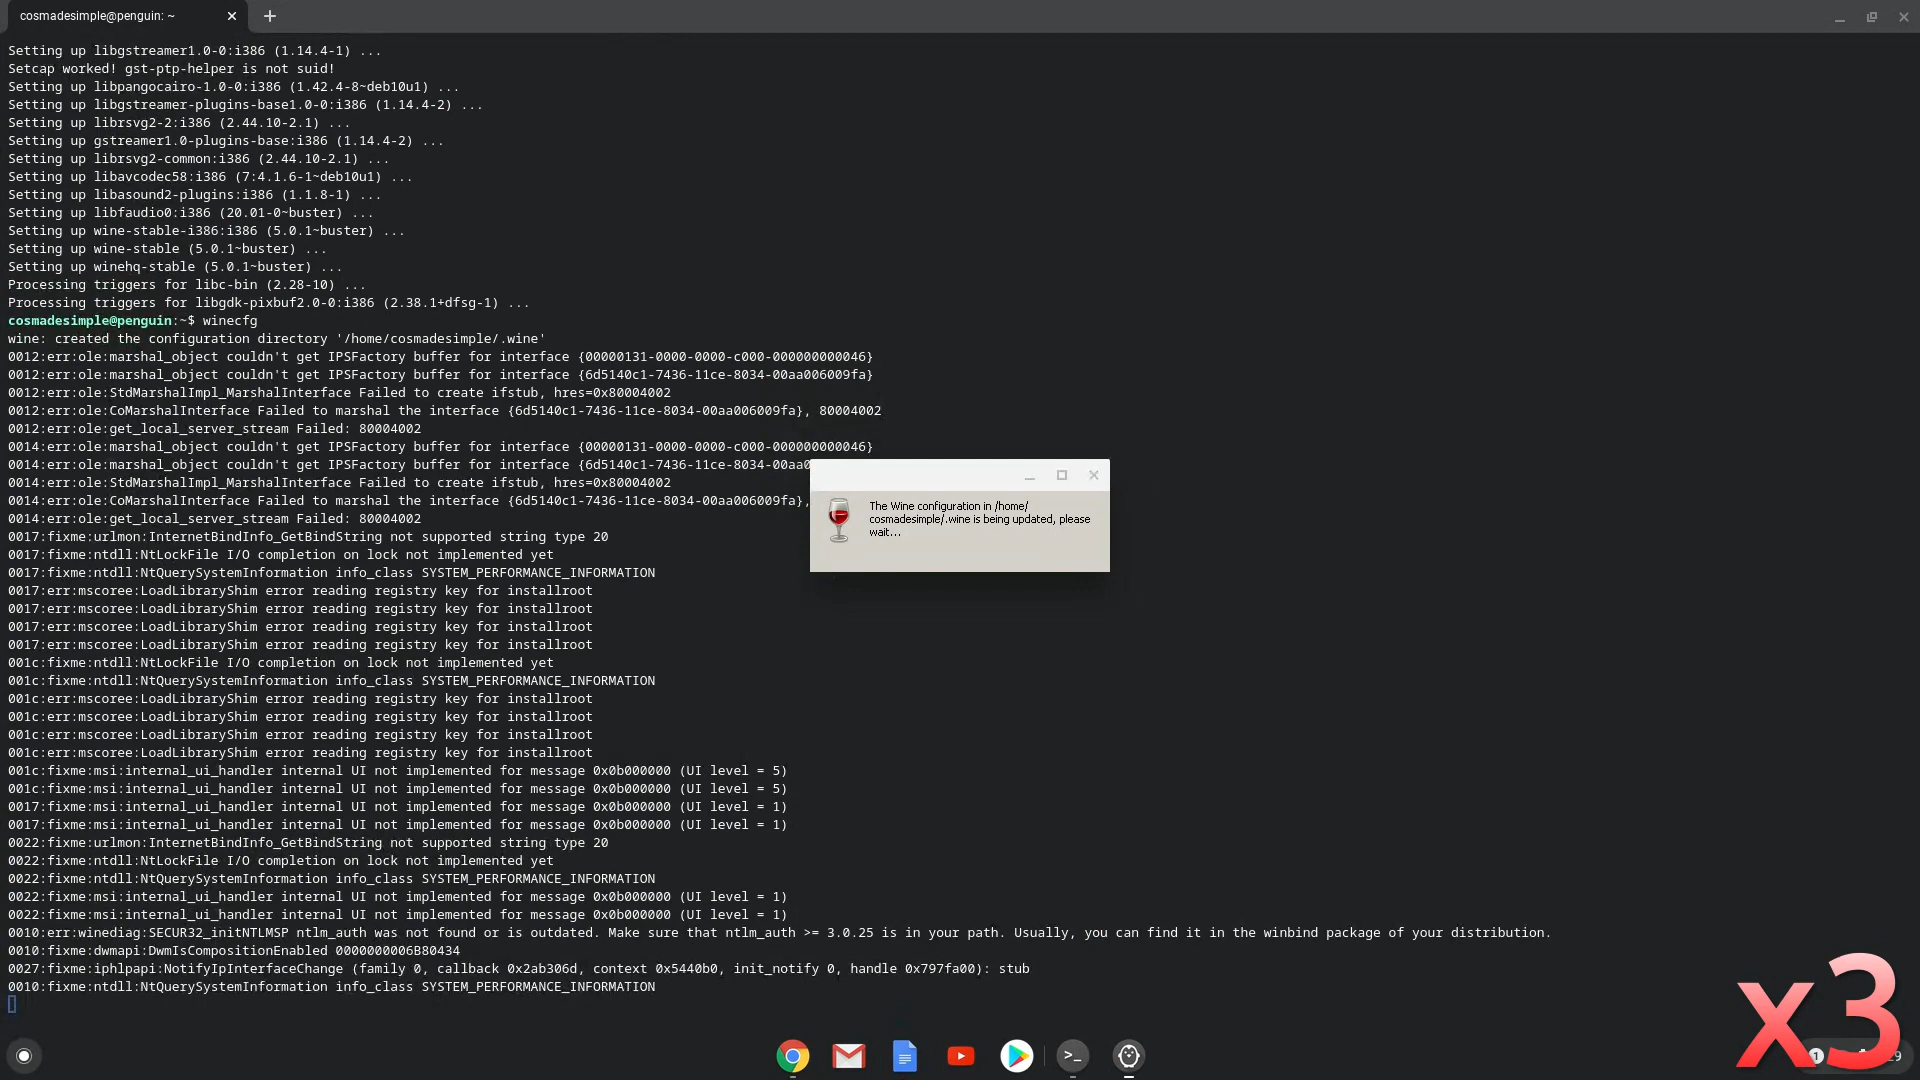 cosmadesimple@penguin: ~
Setting up libgstreamer1.0-0:i386 (1.14.4-1) ...
Setcap worked! gst-ptp-helper is not suid!
Setting up libpangocairo-1.0-0:i386 (1.42.4-8~deb10u1) ...
Setting up libgstreamer-plugins-base1.0-0:i386 (1.14.4-2) ...
Setting up librsvg2-2:i386 (2.44.10-2.1) ...
Setting up gstreamer1.0-plugins-base:i386 (1.14.4-2) ...
Setting up librsvg2-common:i386 (2.44.10-2.1) ...
Setting up libavcodec58:i386 (7:4.1.6-1~deb10u1) ...
Setting up libasound2-plugins:i386 (1.1.8-1) ...
Setting up libfaudio0:i386 (20.01-0~buster) ...
Setting up wine-stable-i386:i386 (5.0.1~buster) ...
Setting up wine-stable (5.0.1~buster) ...
Setting up winehq-stable (5.0.1~buster) ...
Processing triggers for libc-bin (2.28-10) ...
Processing triggers for libgdk-pixbuf2.0-0:i386 (2.38.1+dfsg-1) ...
cosmadesimple@penguin:~$ winecfg
wine: created the configuration directory '/home/cosmadesimple/.wine'
0012:err:ole:marshal_object couldn't get IPSFactory buffer for interface {00000131-0000-0000-c000-000000000046}
0012:err:ole:marshal_object couldn't get IPSFactory buffer for interface {6d5140c1-7436-11ce-8034-00aa006009fa}
0012:err:ole:StdMarshalImpl_MarshalInterface Failed to create ifstub, hres=0x80004002
0012:err:ole:CoMarshalInterface Failed to marshal the interface {6d5140c1-7436-11ce-8034-00aa006009fa}, 80004002
0012:err:ole:get_local_server_stream Failed: 80004002
0014:err:ole:marshal_object couldn't get IPSFactory buffer for interface {00000131-0000-0000-c000-000000000046}
0014:err:ole:marshal_object couldn't get IPSFactory buffer for interface {6d5140c1-7436-11ce-8034-00aa0
0014:err:ole:StdMarshalImpl_MarshalInterface Failed to create ifstub, hres=0x80004002
0014:err:ole:CoMarshalInterface Failed to marshal the interface {6d5140c1-7436-11ce-8034-00aa006009fa},
0014:err:ole:get_local_server_stream Failed: 80004002
0017:fixme:urlmon:InternetBindInfo_GetBindString not supported string type 20
0017:fixme:ntdll:NtLockFile I/O completion on lock not implemented yet
0017:fixme:ntdll:NtQuerySystemInformation info_class SYSTEM_PERFORMANCE_INFORMATION
0017:err:mscoree:LoadLibraryShim error reading registry key for installroot
0017:err:mscoree:LoadLibraryShim error reading registry key for installroot
0017:err:mscoree:LoadLibraryShim error reading registry key for installroot
0017:err:mscoree:LoadLibraryShim error reading registry key for installroot
001c:fixme:ntdll:NtLockFile I/O completion on lock not implemented yet
001c:fixme:ntdll:NtQuerySystemInformation info_class SYSTEM_PERFORMANCE_INFORMATION
001c:err:mscoree:LoadLibraryShim error reading registry key for installroot
001c:err:mscoree:LoadLibraryShim error reading registry key for installroot
001c:err:mscoree:LoadLibraryShim error reading registry key for installroot
001c:err:mscoree:LoadLibraryShim error reading registry key for installroot
001c:fixme:msi:internal_ui_handler internal UI not implemented for message 0x0b000000 (UI level = 5)
001c:fixme:msi:internal_ui_handler internal UI not implemented for message 0x0b000000 (UI level = 5)
0017:fixme:msi:internal_ui_handler internal UI not implemented for message 0x0b000000 (UI level = 1)
0017:fixme:msi:internal_ui_handler internal UI not implemented for message 0x0b000000 (UI level = 1)
0022:fixme:urlmon:InternetBindInfo_GetBindString not supported string type 20
0022:fixme:ntdll:NtLockFile I/O completion on lock not implemented yet
0022:fixme:ntdll:NtQuerySystemInformation info_class SYSTEM_PERFORMANCE_INFORMATION
0022:fixme:msi:internal_ui_handler internal UI not implemented for message 0x0b000000 (UI level = 1)
0022:fixme:msi:internal_ui_handler internal UI not implemented for message 0x0b000000 (UI level = 1)
0010:err:winediag:SECUR32_initNTLMSP ntlm_auth was not found or is outdated. Make sure that ntlm_auth >= 3.0.25 is in your path. Usually, you can find it in the winbind package of your distribution.
0010:fixme:dwmapi:DwmIsCompositionEnabled 0000000006B80434
0027:fixme:iphlpapi:NotifyIpInterfaceChange (family 0, callback 0x2ab306d, context 0x5440b0, init_notify 0, handle 0x797fa00): stub
0010:fixme:ntdll:NtQuerySystemInformation info_class SYSTEM_PERFORMANCE_INFORMATION
The Wine configuration in /home/
cosmadesimple/.wine is being updated, please
wait...
x3
1